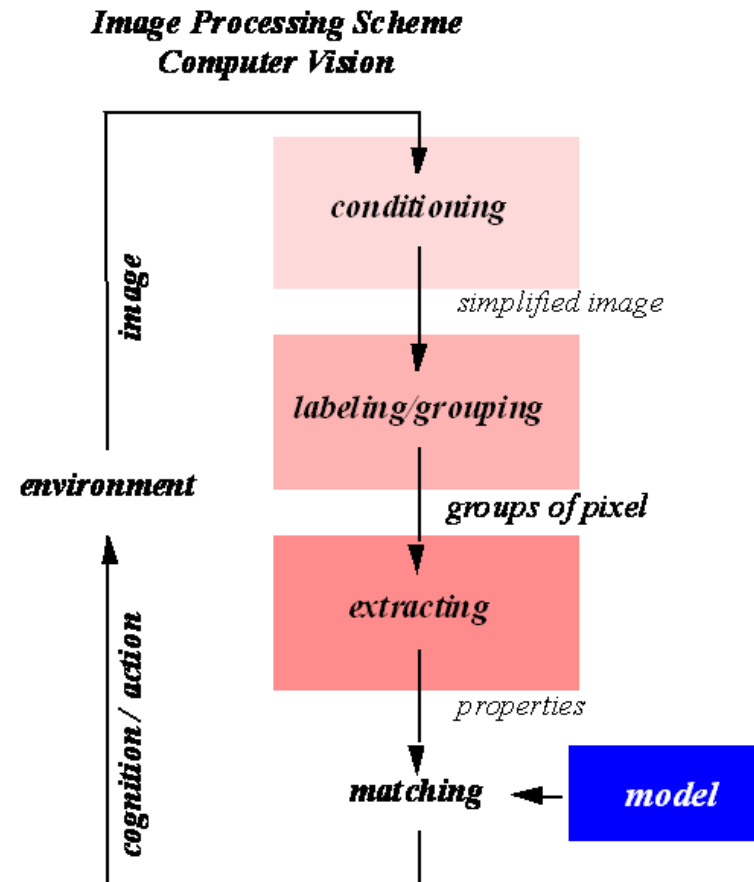 Image Processing Scheme
Computer Vision
conditioning
image
simplified image
labeling/grouping
environment
groups of pixel
extracting
cognition/ action
properties
matching
model